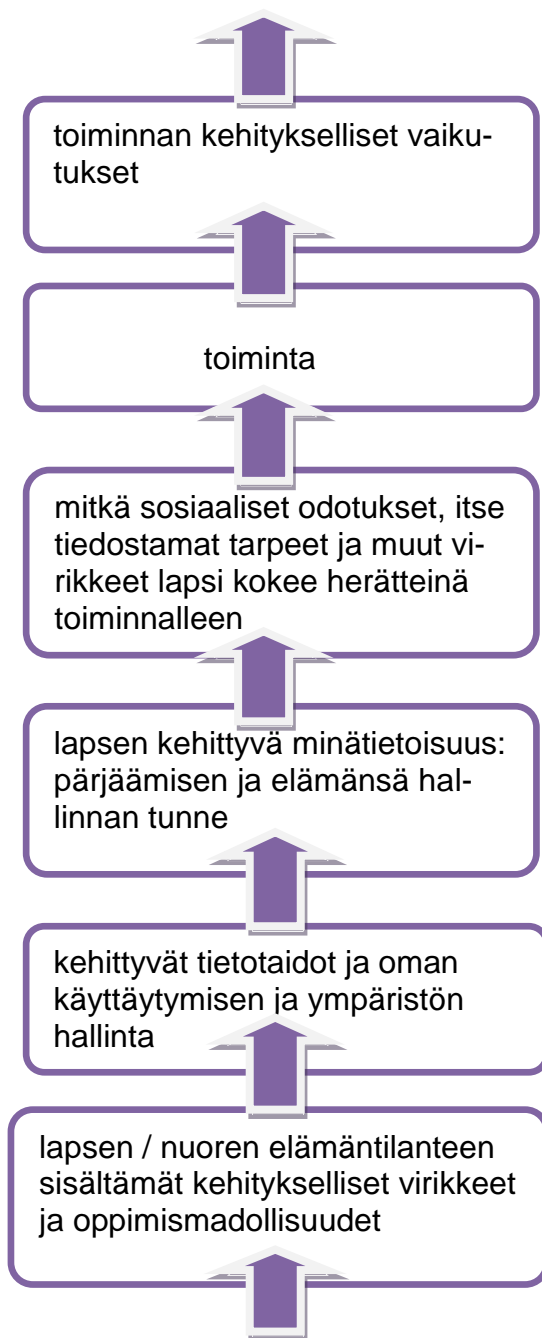 toiminnan kehitykselliset vaiku-
tukset
toiminta
mitkä sosiaaliset odotukset, itse
tiedostamat tarpeet ja muut vi-
rikkeet lapsi kokee herätteinä
toiminnalleen
lapsen kehittyvä minätietoisuus:
pärjäämisen ja elämänsä hal-
linnan tunne
kehittyvät tietotaidot ja oman
käyttäytymisen ja ympäristön
hallinta
lapsen / nuoren elämäntilanteen
sisältämät kehitykselliset virikkeet
ja oppimismadollisuudet